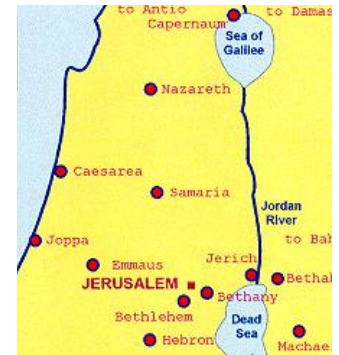 to Antio
to Damas
Capernaum
Sea of
Galilee
Nazareth
Caesarea
Samaria
Jordan
River
Joppa
to Bab
Emmaus
Jerich
JERUSALEM
Bethab
Bethany
Bethlehem
Dead
Sea
Hebron
Machae